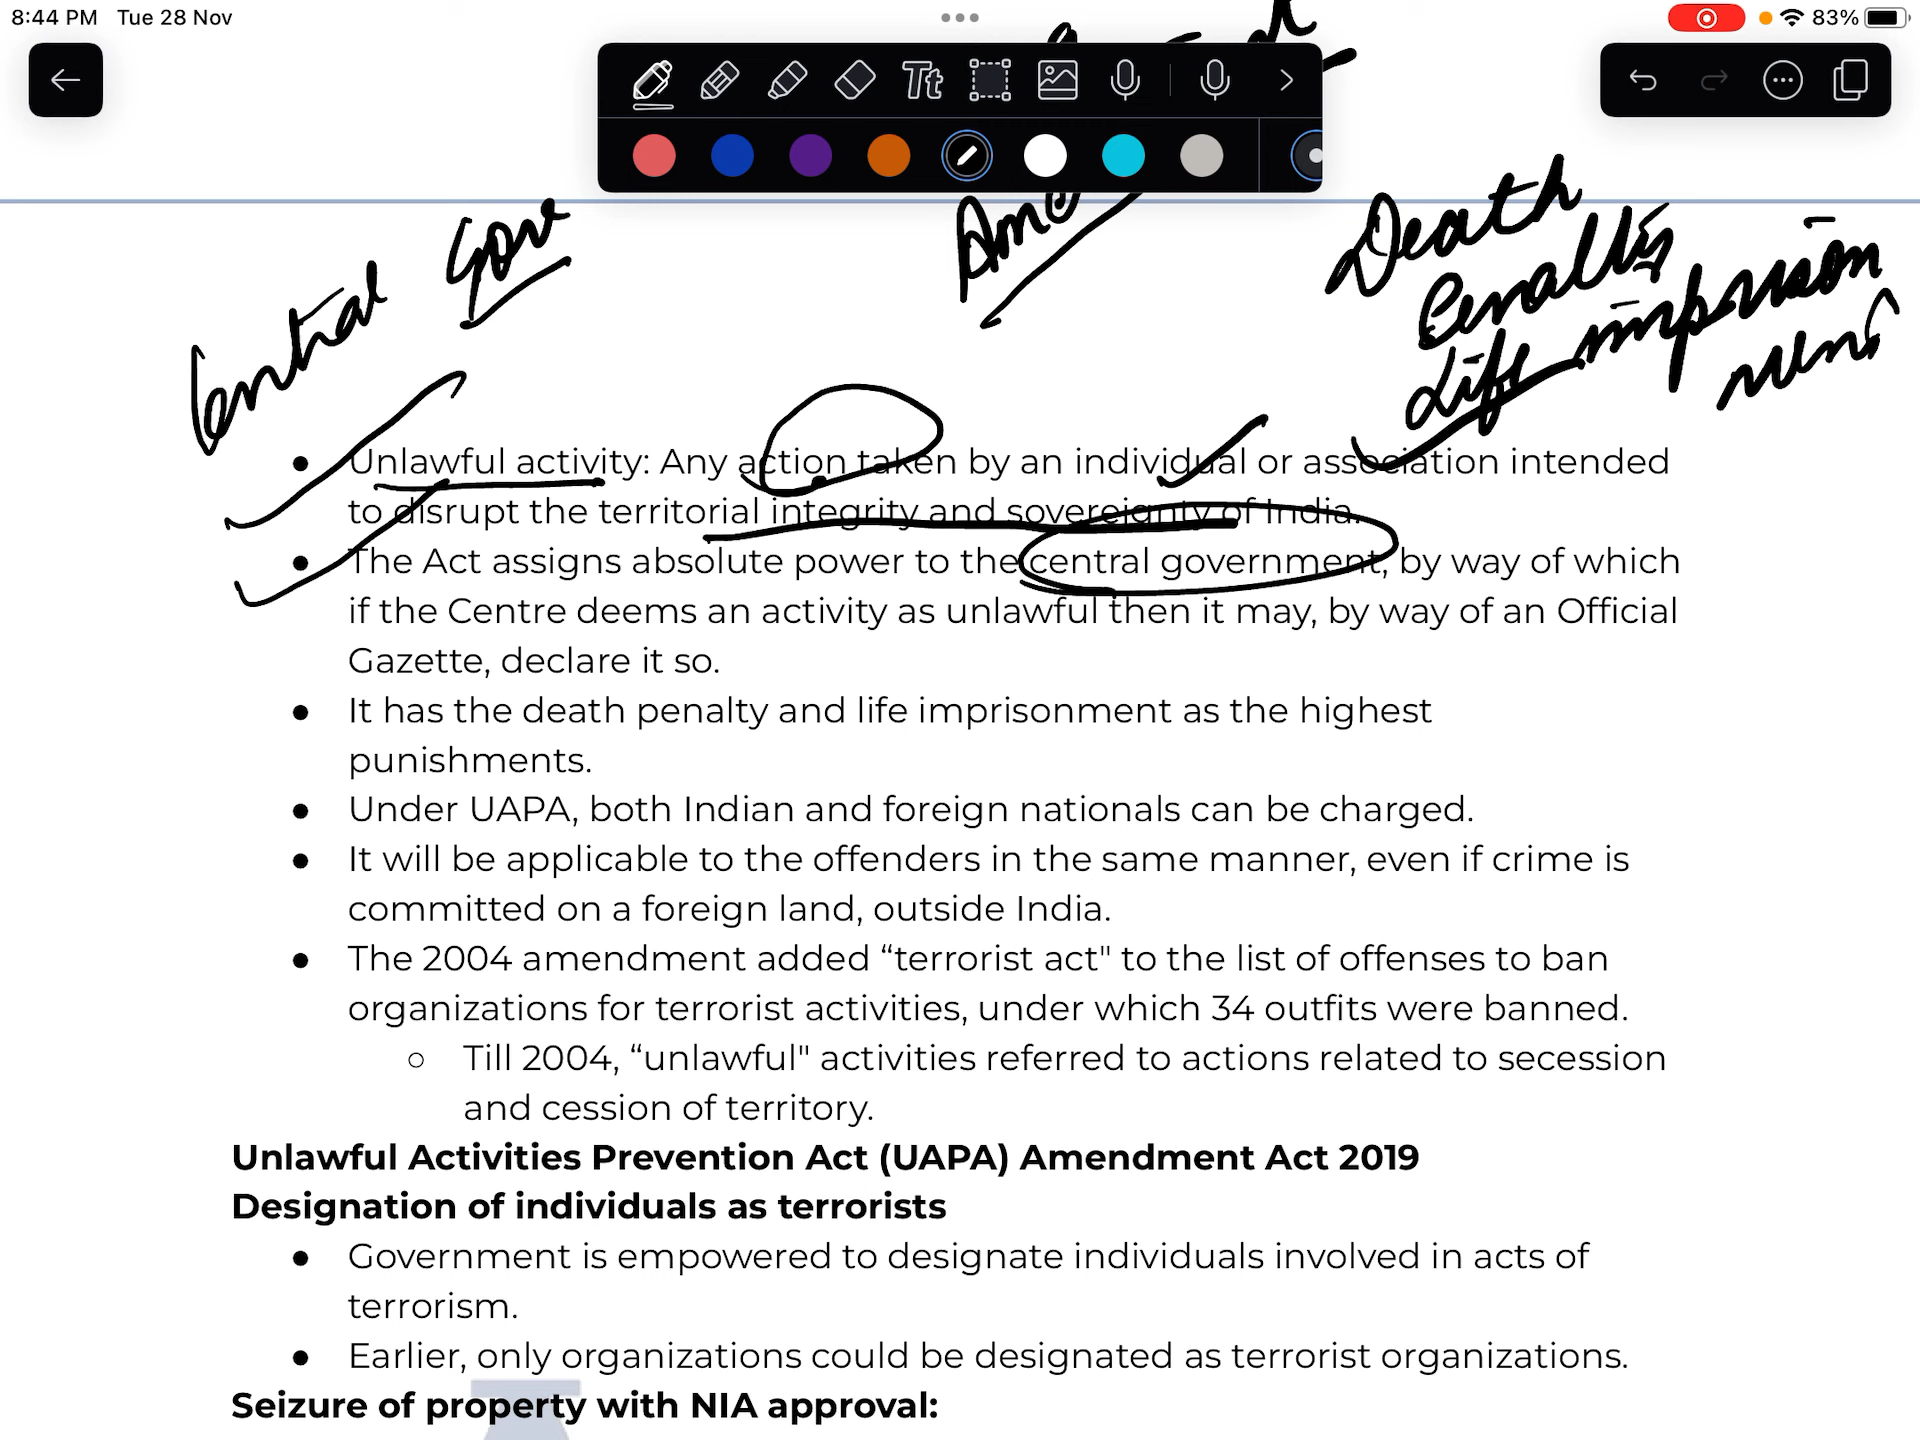 8:44 PM Tue 28 Nov
83%
Tt
Central Gov
Death
Penalty
Life imprison
ment
• Unlawful activity: Any action taken by an individual or association intended
to disrupt the territorial integrity and sovereignty of India.
• The Act assigns absolute power to the central government, by way of which
if the Centre deems an activity as unlawful then it may, by way of an Official
Gazette, declare it so.
• It has the death penalty and life imprisonment as the highest
punishments.
• Under UAPA, both Indian and foreign nationals can be charged.
• It will be applicable to the offenders in the same manner, even if crime is
committed on a foreign land, outside India.
• The 2004 amendment added “terrorist act" to the list of offenses to ban
organizations for terrorist activities, under which 34 outfits were banned.
○ Till 2004, “unlawful" activities referred to actions related to secession
and cession of territory.
Unlawful Activities Prevention Act (UAPA) Amendment Act 2019
Designation of individuals as terrorists
• Government is empowered to designate individuals involved in acts of
terrorism.
• Earlier, only organizations could be designated as terrorist organizations.
Seizure of property with NIA approval: